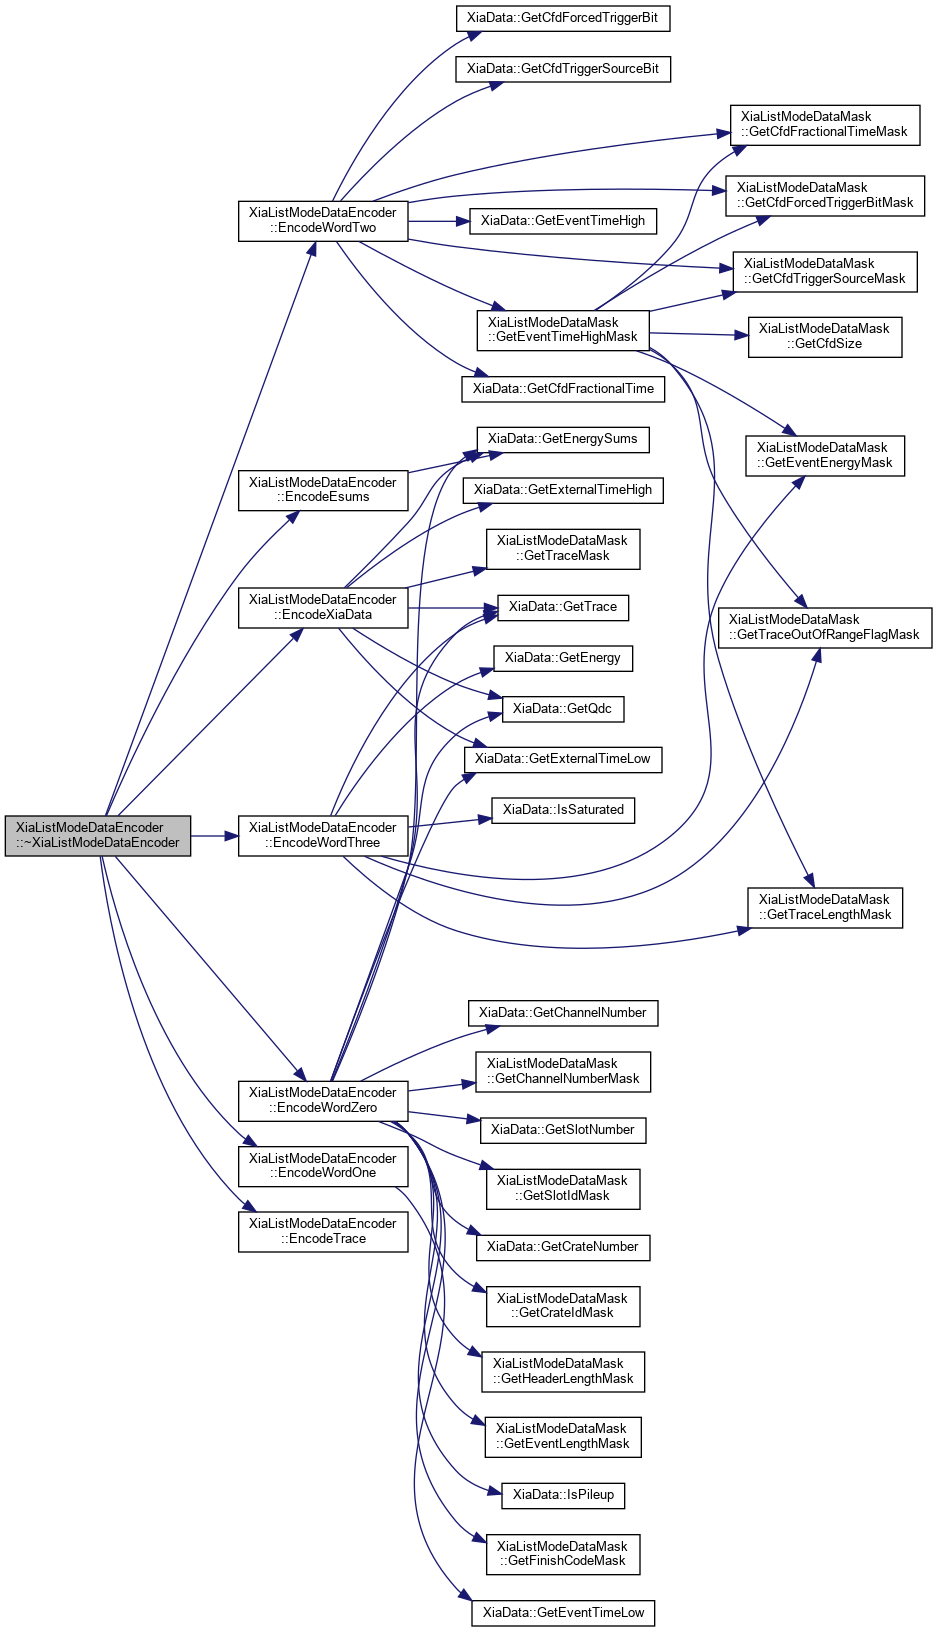 XiaData::GetCfdForcedTriggerBit
XiaData::GetCfdTriggerSourceBit
XiaListModeDataMask
::GetCfdFractionalTimeMask
XiaListModeDataMask
::GetCfdForcedTriggerBitMask
XiaListModeDataEncoder
::EncodeWordTwo
XiaData::GetEventTimeHigh
XiaListModeDataMask
::GetCfdTriggerSourceMask
XiaListModeDataMask
::GetEventTimeHighMask
XiaListModeDataMask
::GetCfdSize
XiaData::GetCfdFractionalTime
XiaData::GetEnergySums
XiaListModeDataMask
::GetEventEnergyMask
XiaListModeDataEncoder
::EncodeEsums
XiaData::GetExternalTimeHigh
XiaListModeDataMask
::GetTraceMask
XiaListModeDataEncoder
::EncodeXiaData
XiaData::GetTrace
XiaListModeDataMask
::GetTraceOutOfRangeFlagMask
XiaData::GetEnergy
XiaData::GetQdc
XiaData::GetExternalTimeLow
XiaData::IsSaturated
XiaListModeDataEncoder
::~XiaListModeDataEncoder
XiaListModeDataEncoder
::EncodeWordThree
XiaListModeDataMask
::GetTraceLengthMask
XiaData::GetChannelNumber
XiaListModeDataMask
::GetChannelNumberMask
XiaListModeDataEncoder
::EncodeWordZero
XiaData::GetSlotNumber
XiaListModeDataEncoder
::EncodeWordOne
XiaListModeDataMask
::GetSlotIdMask
XiaListModeDataEncoder
::EncodeTrace
XiaData::GetCrateNumber
XiaListModeDataMask
::GetCrateIdMask
XiaListModeDataMask
::GetHeaderLengthMask
XiaListModeDataMask
::GetEventLengthMask
XiaData::IsPileup
XiaListModeDataMask
::GetFinishCodeMask
XiaData::GetEventTimeLow